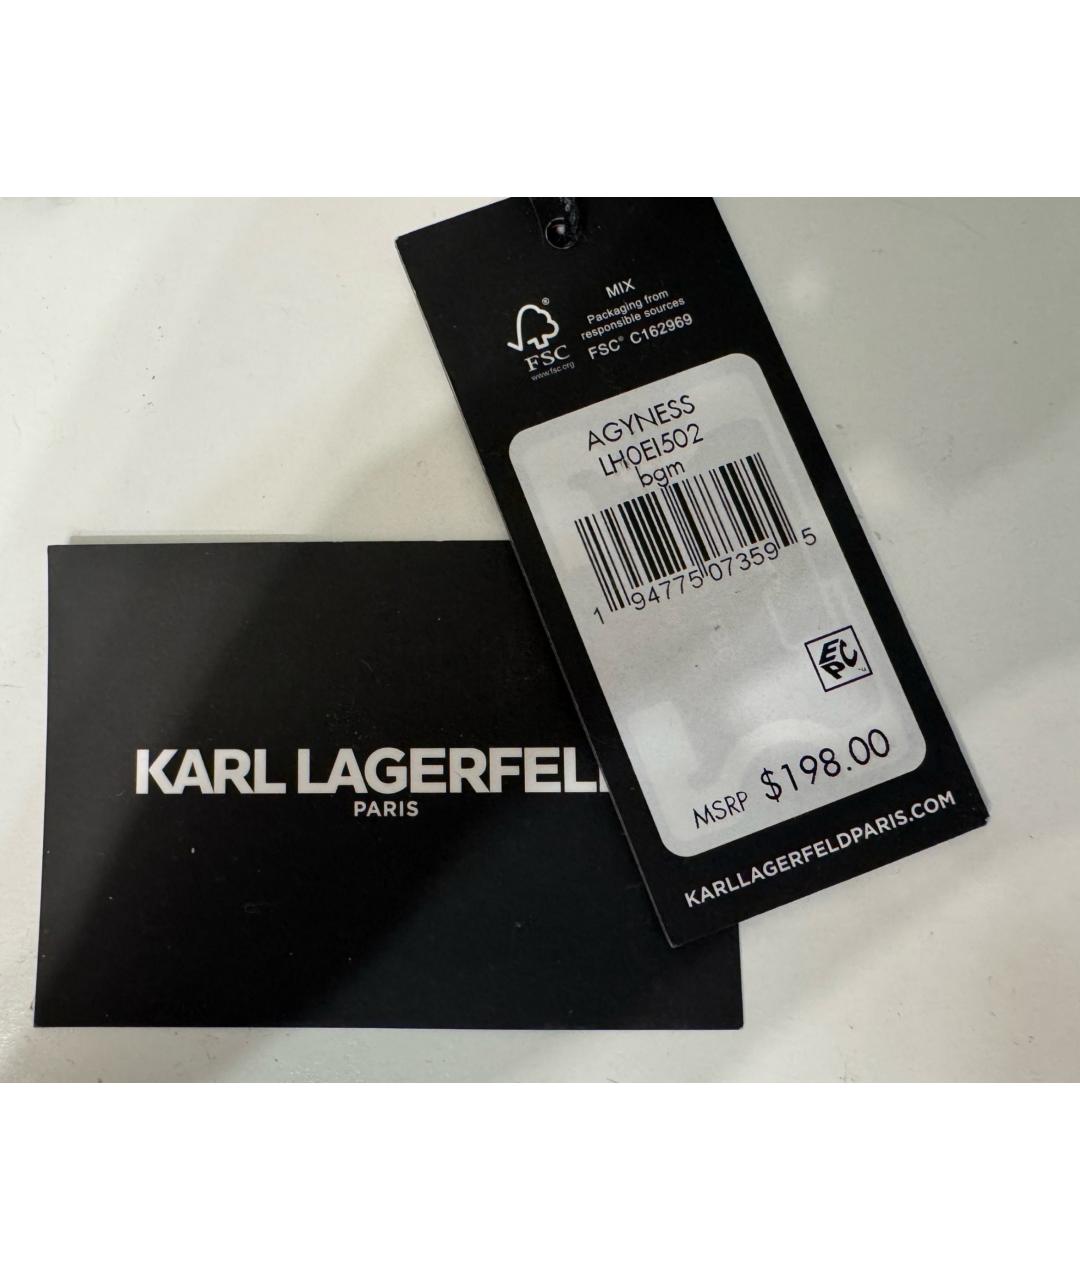 MIX
Packaging from
responsible sources
FSC® C162969
FSC
®
www.fsc.org
AGYNESS
LH0EI502
bgm
1 94775 07359 5
EPC
MSRP $198.00
KARLLAGERFELDPARIS.COM
KARL LAGERFEL
PARIS